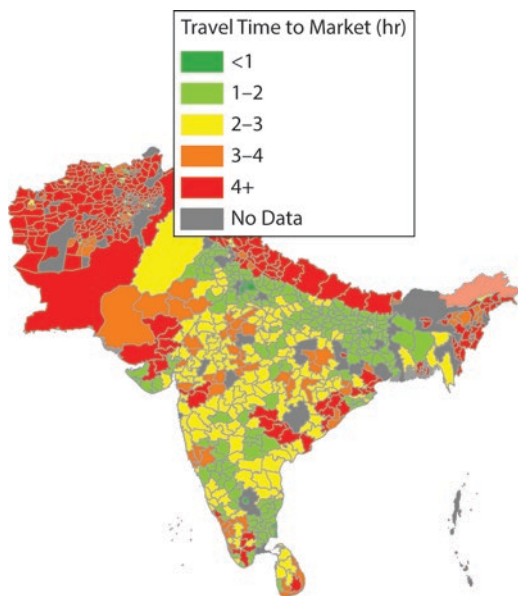 Travel Time to Market (hr)
<1
1–2
2–3
3–4
4+
No Data